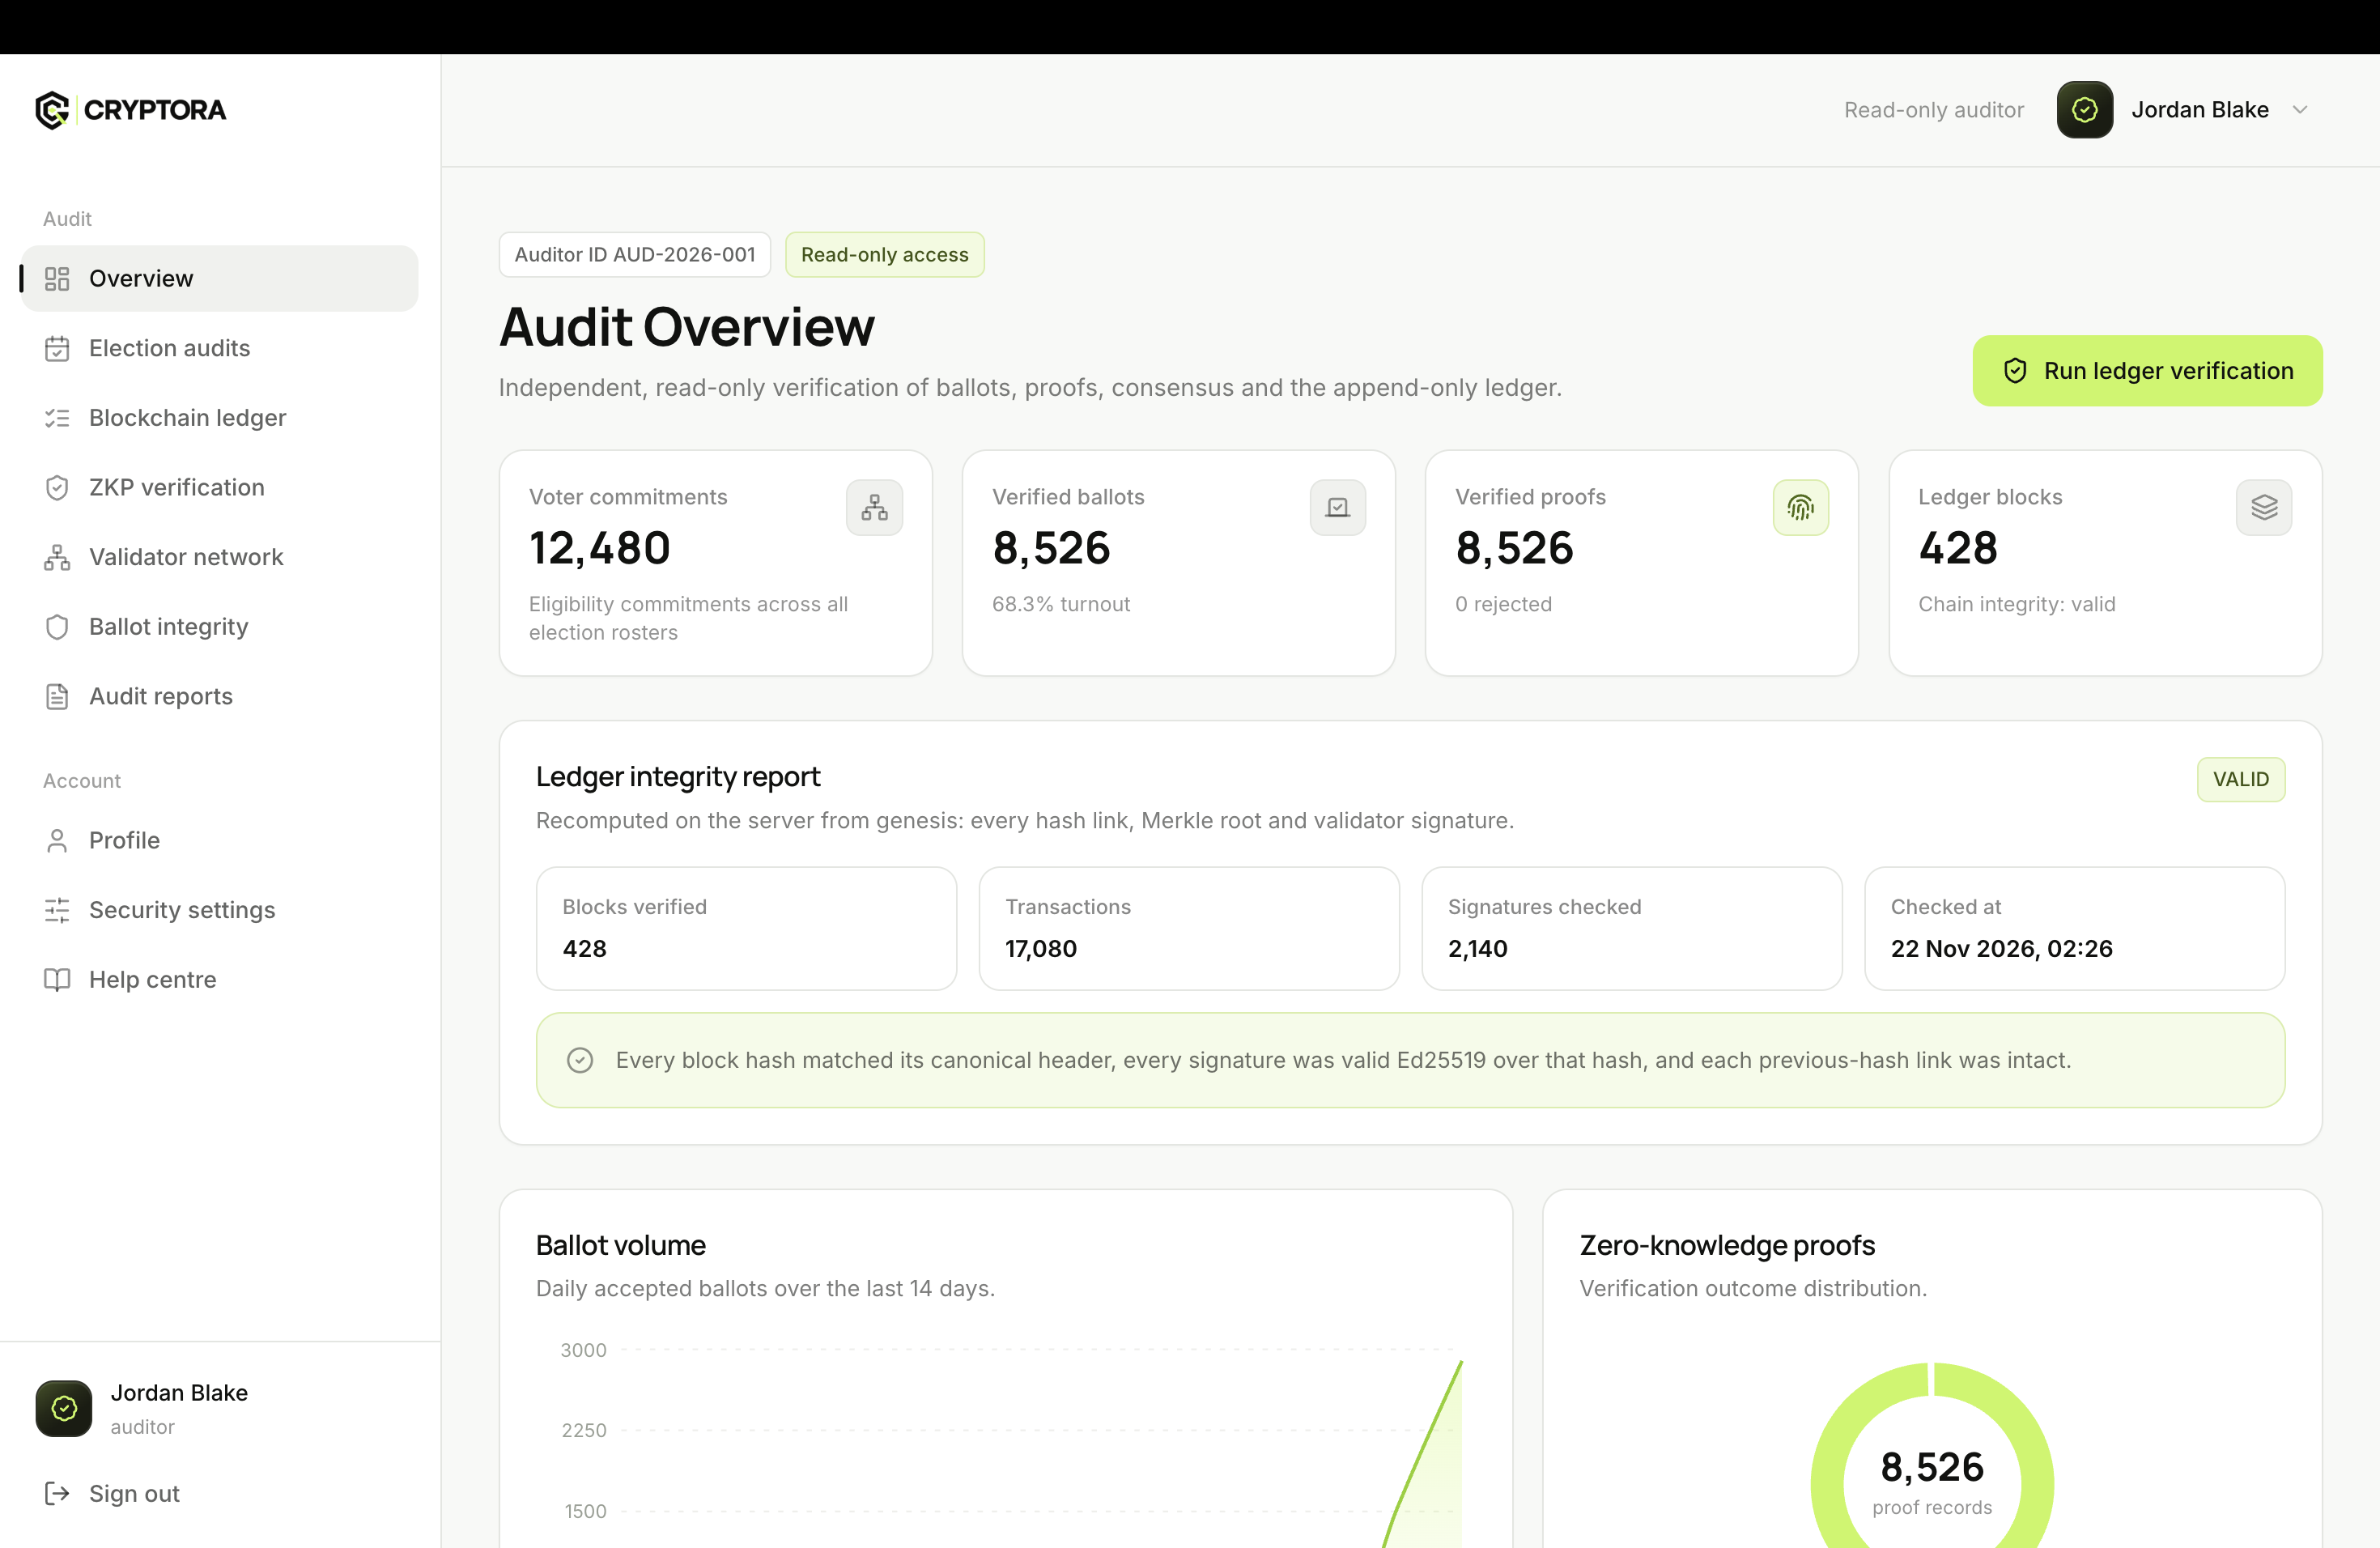 CRYPTORA
Read-only auditor
Jordan Blake
Audit
Overview
Election audits
Blockchain ledger
ZKP verification
Validator network
Ballot integrity
Audit reports
Account
Profile
Security settings
Help centre
Jordan Blake
auditor
Sign out
Auditor ID AUD-2026-001
Read-only access
Audit Overview
Independent, read-only verification of ballots, proofs, consensus and the append-only ledger.
Run ledger verification
Voter commitments
12,480
Eligibility commitments across all
election rosters
Verified ballots
8,526
68.3% turnout
Verified proofs
8,526
0 rejected
Ledger blocks
428
Chain integrity: valid
Ledger integrity report
VALID
Recomputed on the server from genesis: every hash link, Merkle root and validator signature.
Blocks verified
428
Transactions
17,080
Signatures checked
2,140
Checked at
22 Nov 2026, 02:26
Every block hash matched its canonical header, every signature was valid Ed25519 over that hash, and each previous-hash link was intact.
Ballot volume
Daily accepted ballots over the last 14 days.
3000
2250
1500
Zero-knowledge proofs
Verification outcome distribution.
8,526
proof records